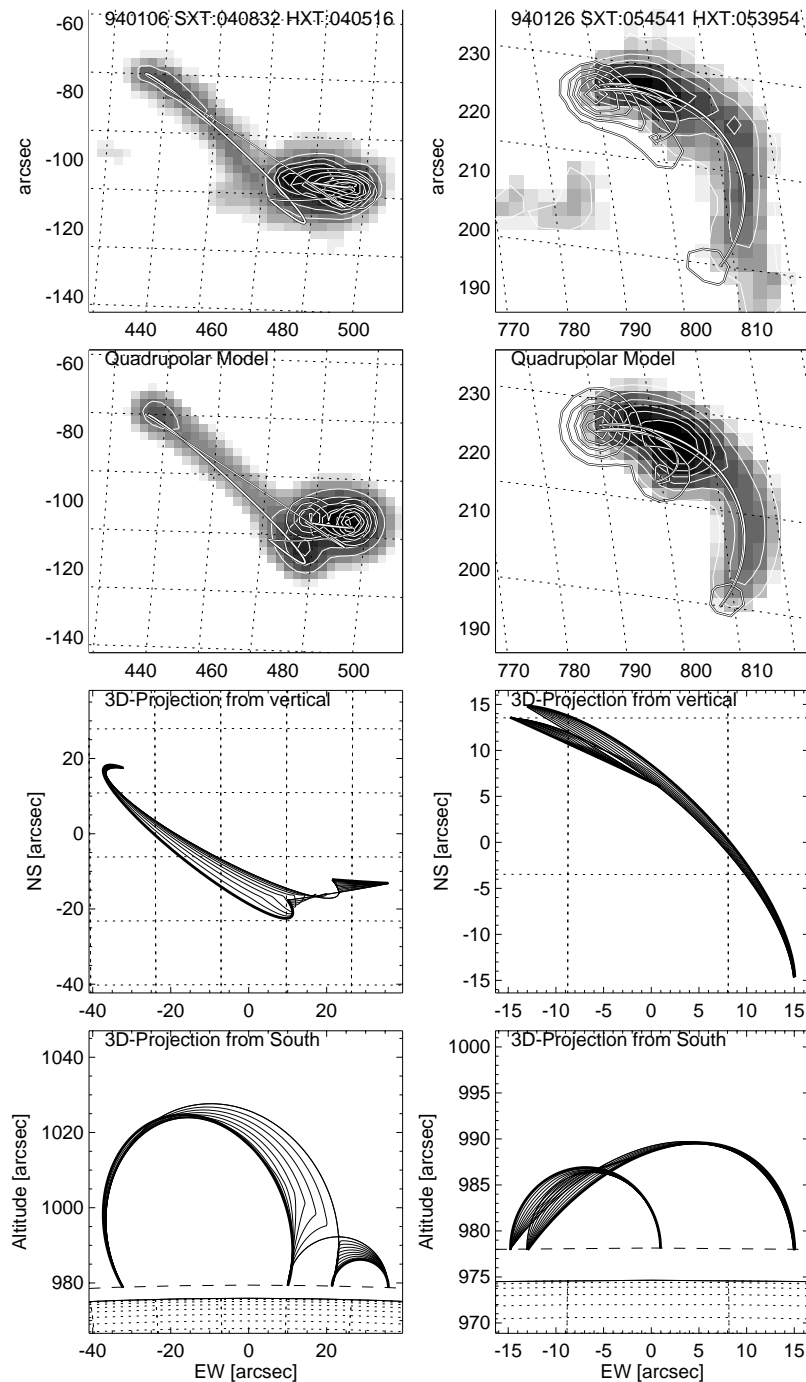 940106 SXT:040832 HXT:040516
-60
-80
-100
-120
-140
arcsec
440 460 480 500
940126 SXT:054541 HXT:053954
230
220
210
200
190
arcsec
770 780 790 800 810
Quadrupolar Model
-60
-80
-100
-120
-140
440 460 480 500
Quadrupolar Model
230
220
210
200
190
770 780 790 800 810
3D-Projection from vertical
20
0
-20
-40
NS [arcsec]
-40 -20 0 20
3D-Projection from vertical
15
10
5
0
-5
-10
-15
NS [arcsec]
-15 -10 -5 0 5 10 15
3D-Projection from South
1040
1020
1000
980
Altitude [arcsec]
-40 -20 0 20
EW [arcsec]
3D-Projection from South
1000
995
990
985
980
975
970
Altitude [arcsec]
-15 -10 -5 0 5 10 15
EW [arcsec]